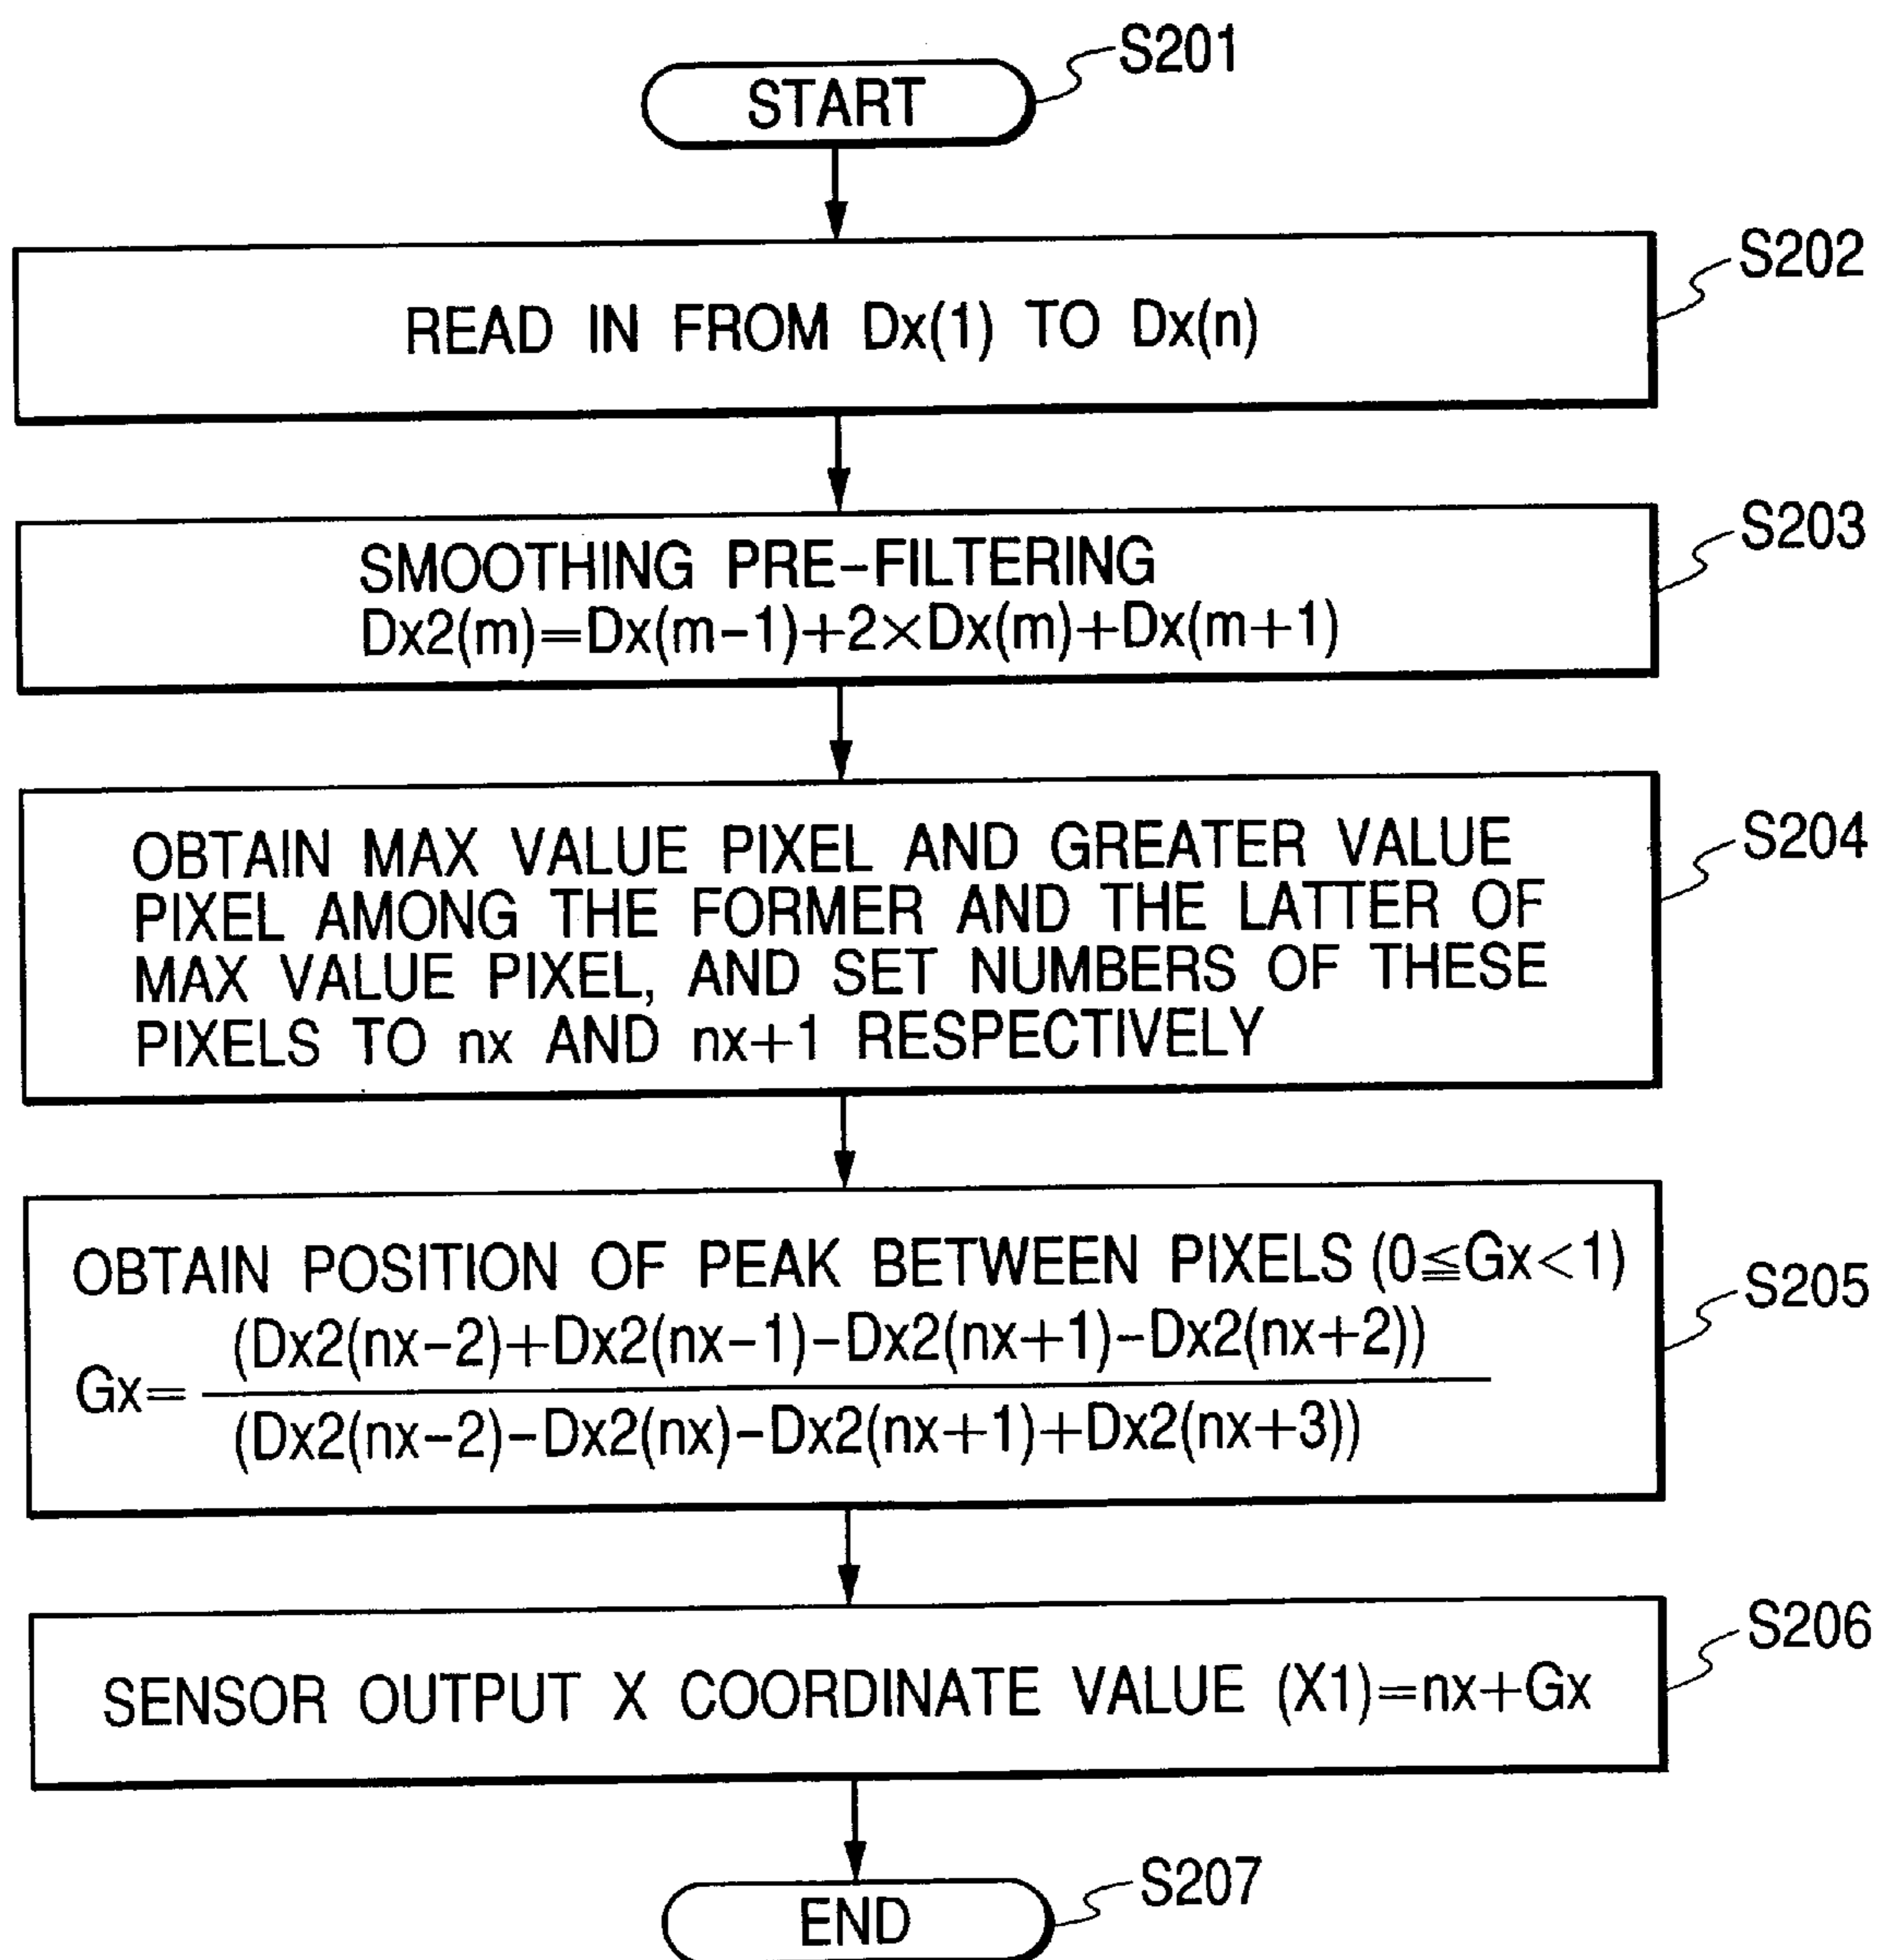 START
S201
READ IN FROM Dx(1) TO Dx(n)
S202
SMOOTHING PRE-FILTERING
Dx2(m)=Dx(m-1)+2×Dx(m)+Dx(m+1)
S203
OBTAIN MAX VALUE PIXEL AND GREATER VALUE
PIXEL AMONG THE FORMER AND THE LATTER OF
MAX VALUE PIXEL, AND SET NUMBERS OF THESE
PIXELS TO nx AND nx+1 RESPECTIVELY
S204
OBTAIN POSITION OF PEAK BETWEEN PIXELS (0≦Gx<1)
(Dx2(nx-2)+Dx2(nx-1)-Dx2(nx+1)-Dx2(nx+2))
Gx=
(Dx2(nx-2)-Dx2(nx)-Dx2(nx+1)+Dx2(nx+3))
S205
SENSOR OUTPUT X COORDINATE VALUE (X1)=nx+Gx
S206
END
S207